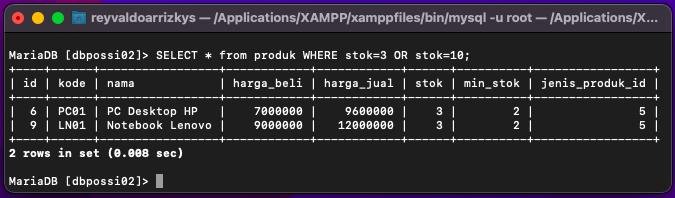 reyvaldoarrizkys — /Applications/XAMPP/xamppfiles/bin/mysql -u root — /Applications/X...
MariaDB [dbpossi02]> SELECT * from produk WHERE stok=3 OR stok=10;
+----+------+-----------------+------------+------------+------+----------+-----------------+
| id | kode | nama            | harga_beli | harga_jual | stok | min_stok | jenis_produk_id |
+----+------+-----------------+------------+------------+------+----------+-----------------+
|  6 | PC01 | PC Desktop HP   |    7000000 |    9600000 |    3 |        2 |               5 |
|  9 | LN01 | Notebook Lenovo |    9000000 |   12000000 |    3 |        2 |               5 |
+----+------+-----------------+------------+------------+------+----------+-----------------+
2 rows in set (0.008 sec)
MariaDB [dbpossi02]>